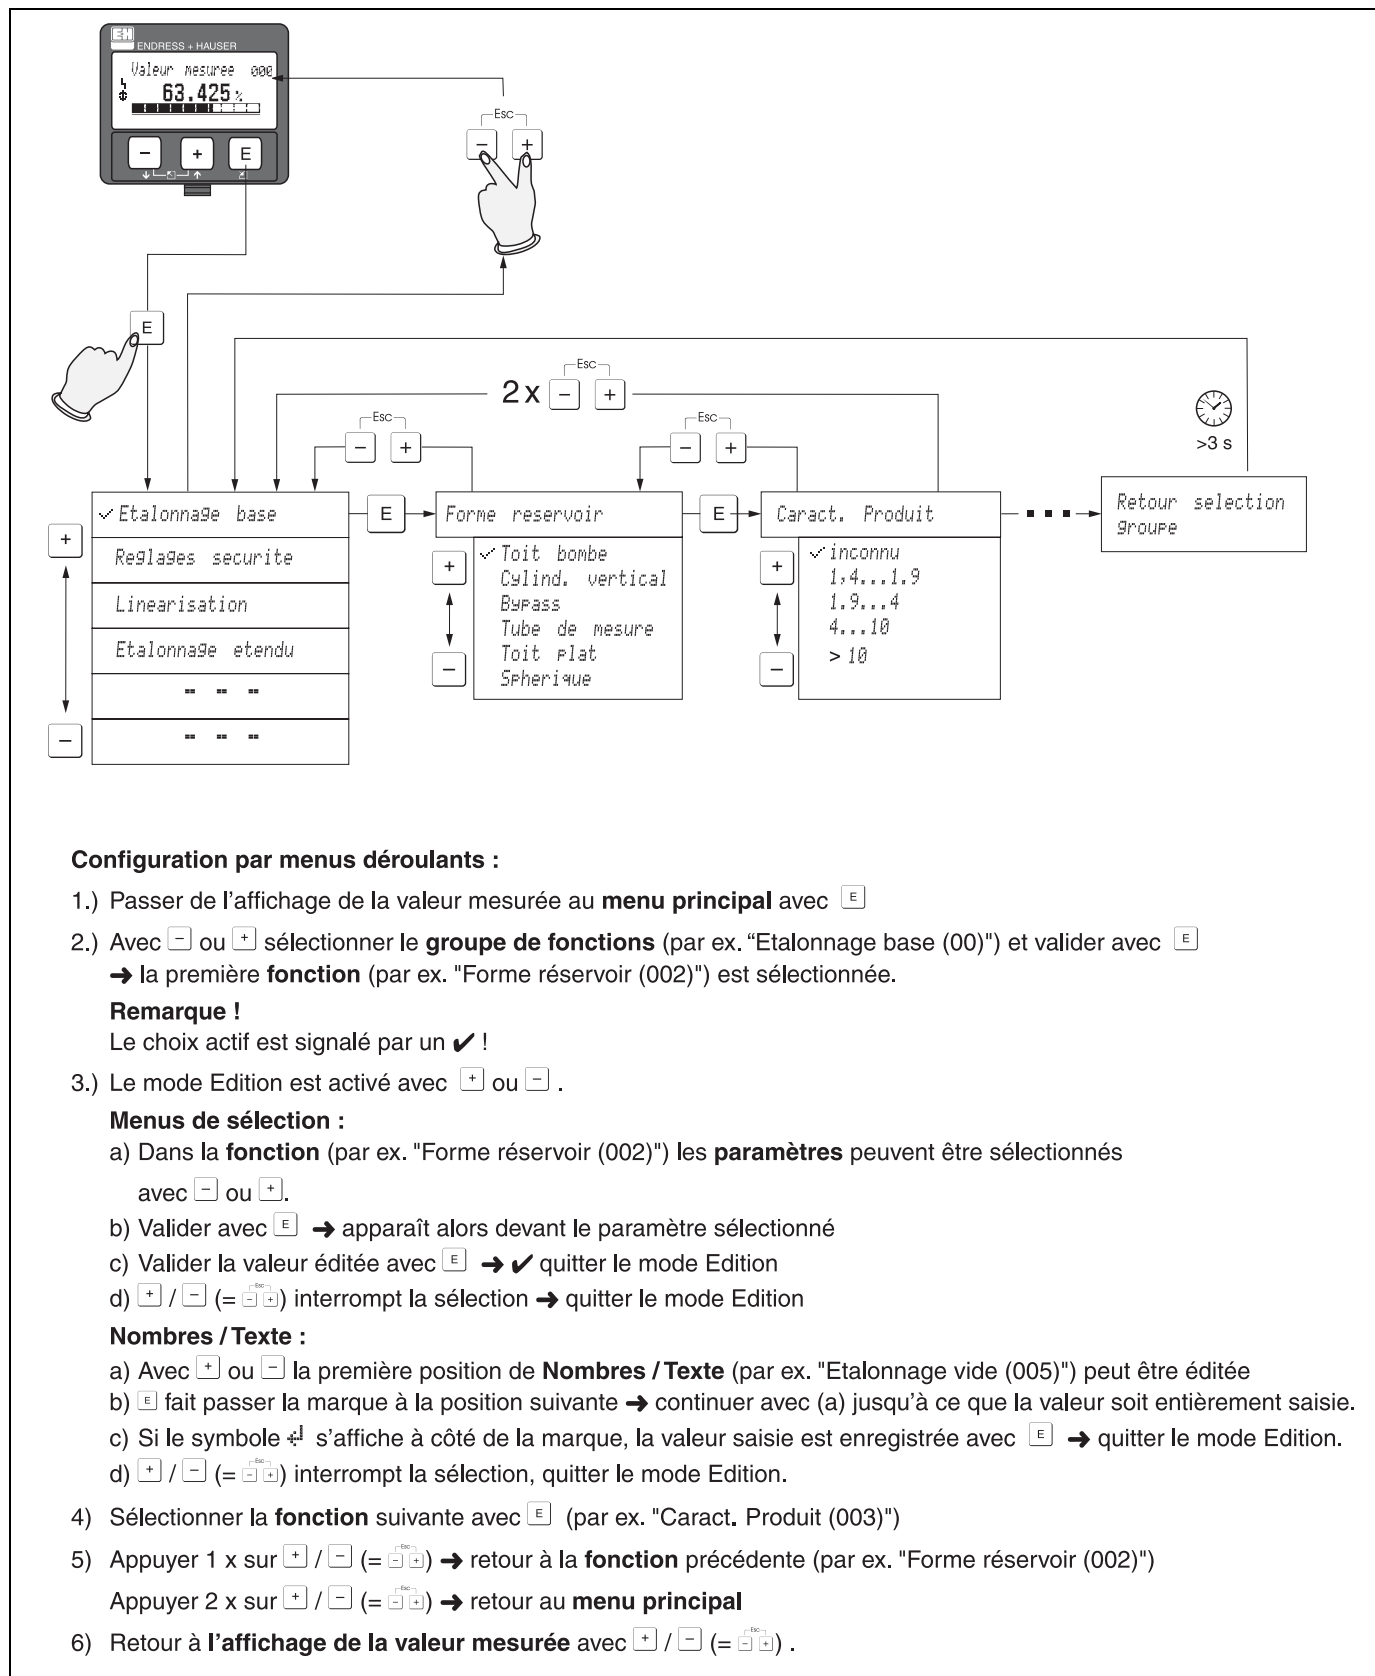 E+H
ENDRESS + HAUSER
Valeur mesuree 000
63.425 %
- + E
Esc
- +
E
Esc
2 x - +
Esc
- +
Esc
- +
>3 s
✓ Etalonnage base
E
Forme reservoir
E
Caract. Produit
Retour selection
groupe
+
Reglages securite
Linearisation
Etalonnage etendu
-
+
✓ Toit bombe
Cylind. vertical
Bypass
Tube de mesure
Toit plat
Spherique
-
+
✓ inconnu
1,4...1.9
1.9...4
4...10
> 10
-
Configuration par menus déroulants :
1.) Passer de l'affichage de la valeur mesurée au menu principal avec E
2.) Avec - ou + sélectionner le groupe de fonctions (par ex. “Etalonnage base (00)") et valider avec E
➜ la première fonction (par ex. "Forme réservoir (002)") est sélectionnée.
Remarque !
Le choix actif est signalé par un ✔ !
3.) Le mode Edition est activé avec + ou - .
Menus de sélection :
a) Dans la fonction (par ex. "Forme réservoir (002)") les paramètres peuvent être sélectionnés
avec - ou +.
b) Valider avec E ➜ apparaît alors devant le paramètre sélectionné
c) Valider la valeur éditée avec E ➜ ✔ quitter le mode Edition
d) + / - (= Esc - +) interrompt la sélection ➜ quitter le mode Edition
Nombres / Texte :
a) Avec + ou - la première position de Nombres / Texte (par ex. "Etalonnage vide (005)") peut être éditée
b) E fait passer la marque à la position suivante ➜ continuer avec (a) jusqu'à ce que la valeur soit entièrement saisie.
c) Si le symbole ↵ s'affiche à côté de la marque, la valeur saisie est enregistrée avec E ➜ quitter le mode Edition.
d) + / - (= Esc - +) interrompt la sélection, quitter le mode Edition.
4) Sélectionner la fonction suivante avec E (par ex. "Caract. Produit (003)")
5) Appuyer 1 x sur + / - (= Esc - +) ➜ retour à la fonction précédente (par ex. "Forme réservoir (002)")
Appuyer 2 x sur + / - (= Esc - +) ➜ retour au menu principal
6) Retour à l'affichage de la valeur mesurée avec + / - (= Esc - +) .